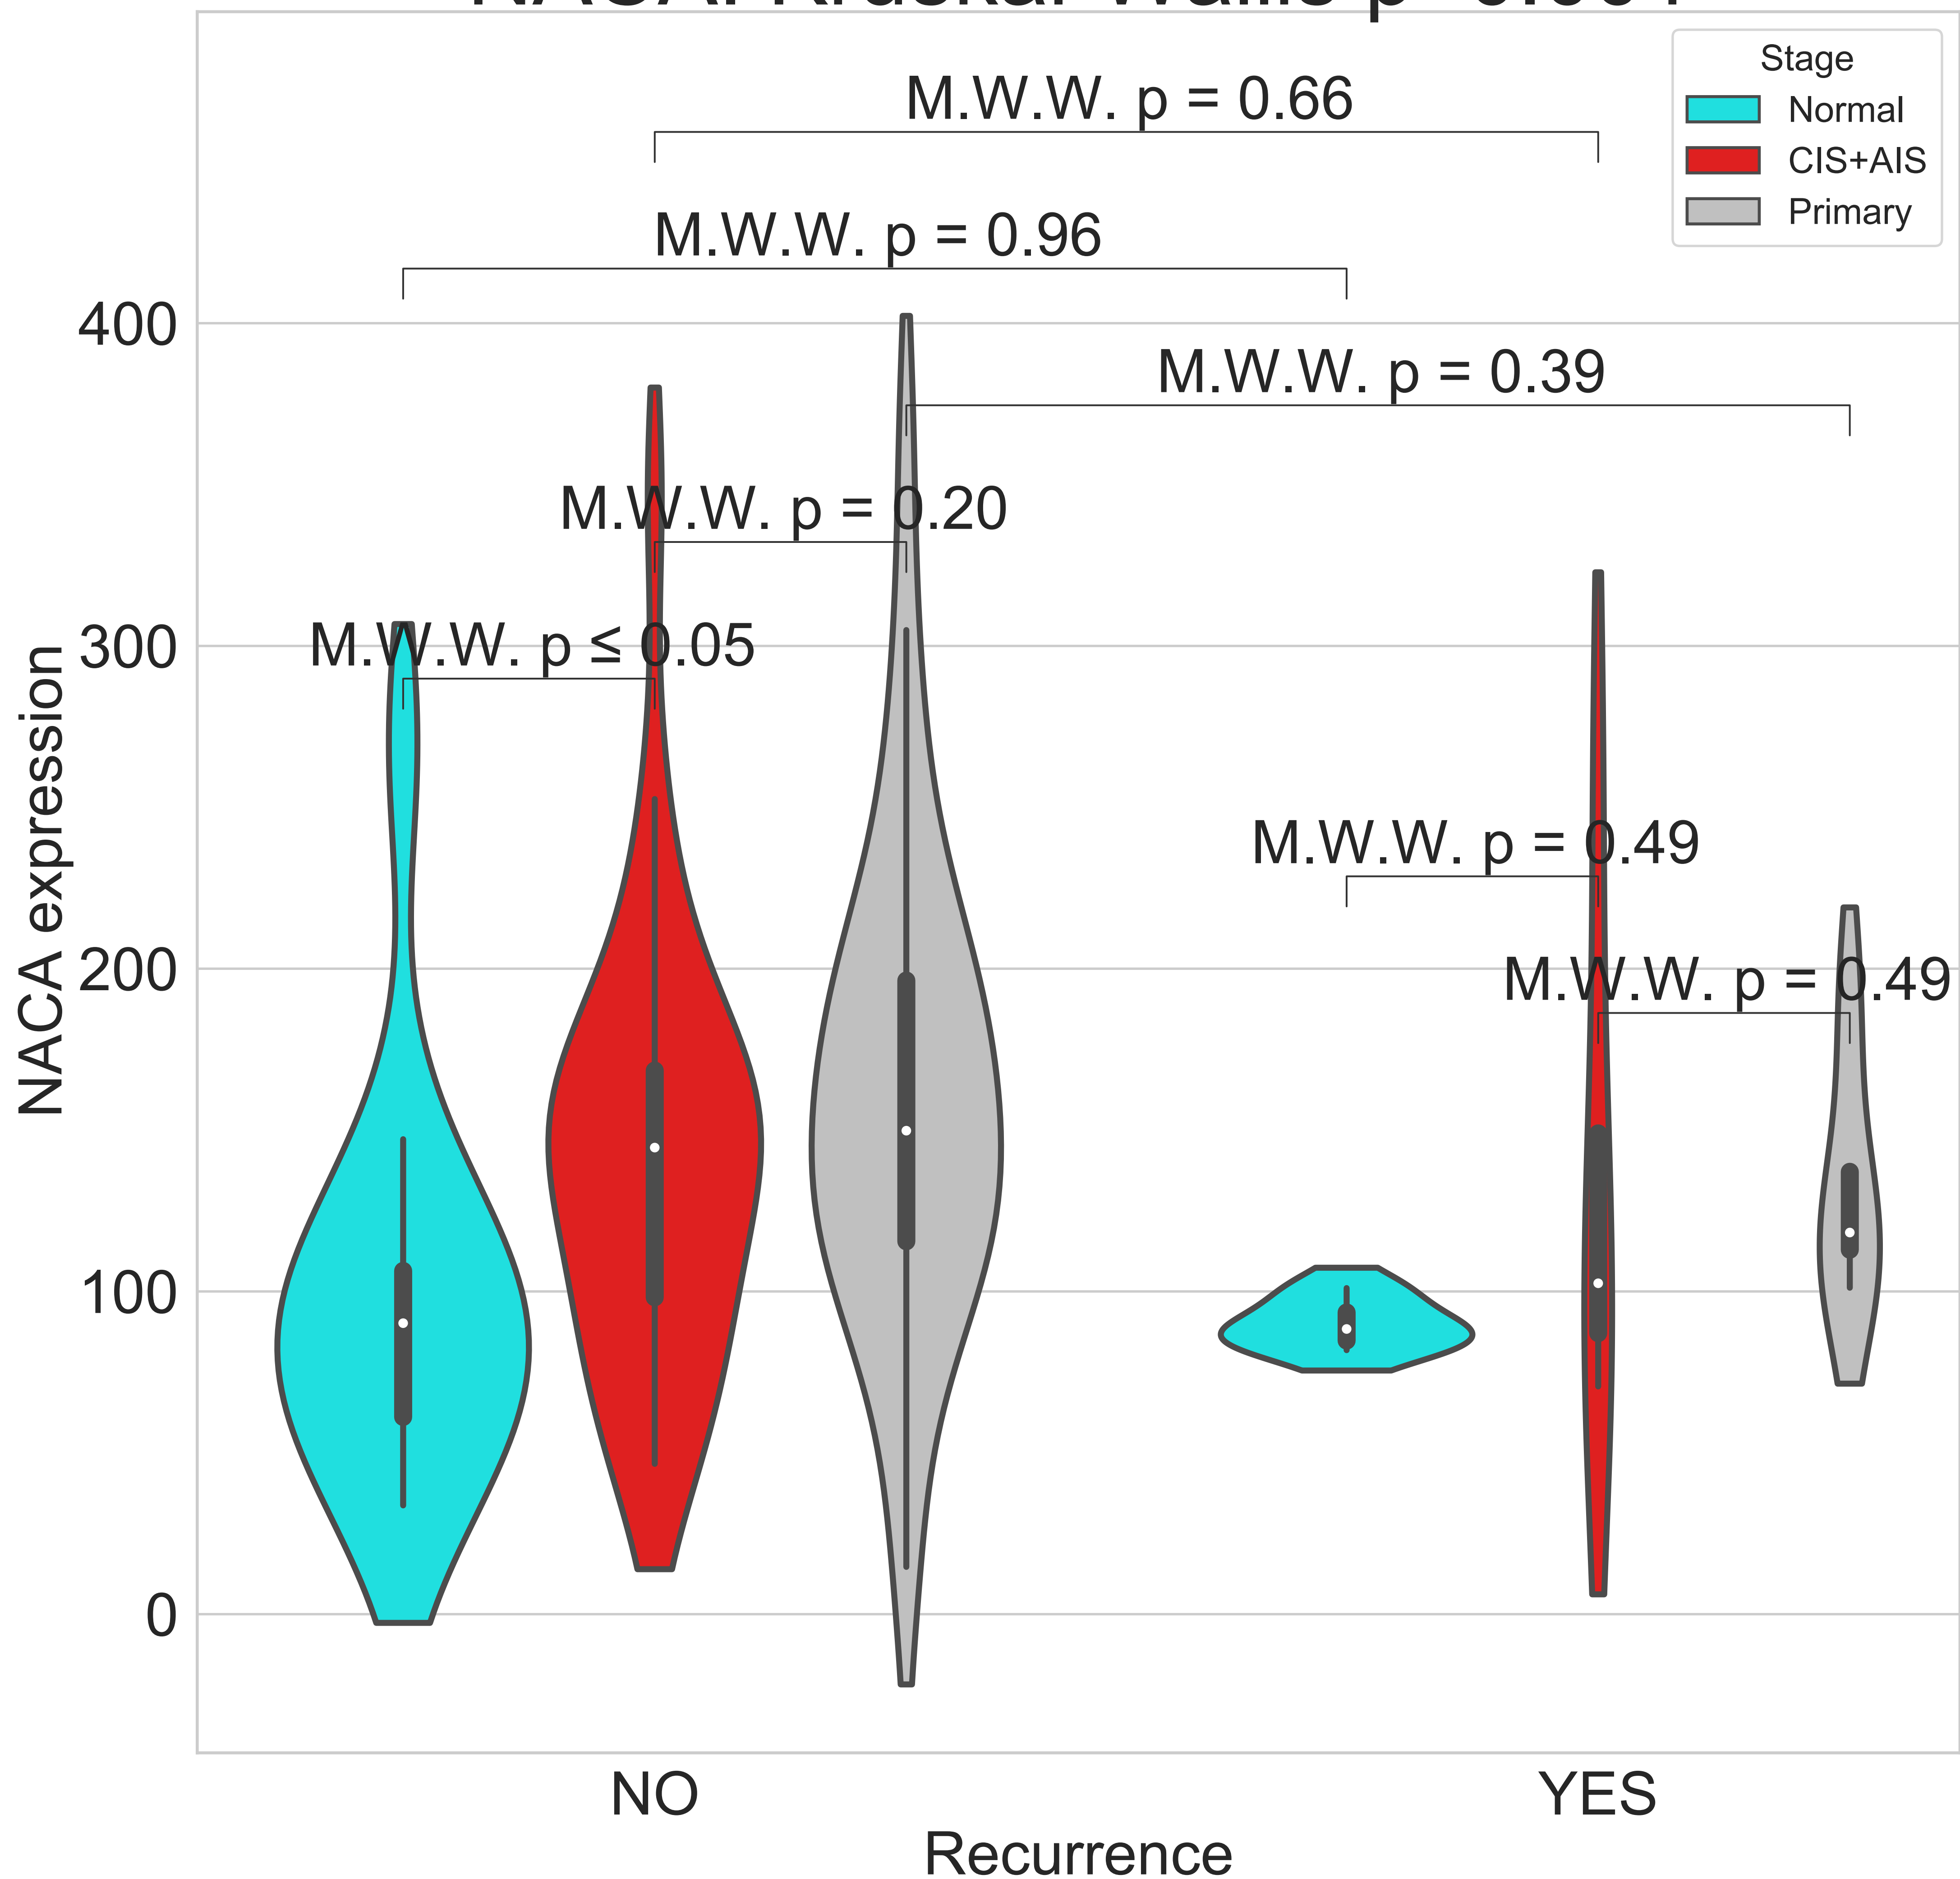 Stage
Normal
CIS+AIS
Primary
M.W.W. p = 0.66
M.W.W. p = 0.96
M.W.W. p = 0.39
M.W.W. p = 0.20
M.W.W. p ≤ 0.05
M.W.W. p = 0.49
M.W.W. p = 0.49
400
300
200
100
0
NACA expression
NO
YES
Recurrence